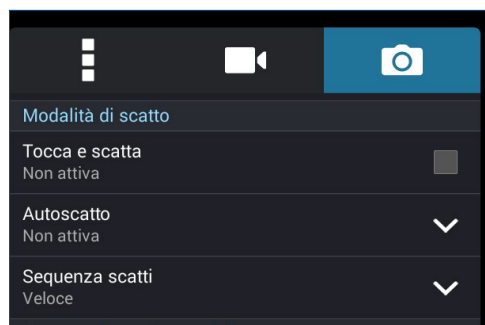 Modalità di scatto
Tocca e scatta
Non attiva
Autoscatto
Non attiva
Sequenza scatti
Veloce